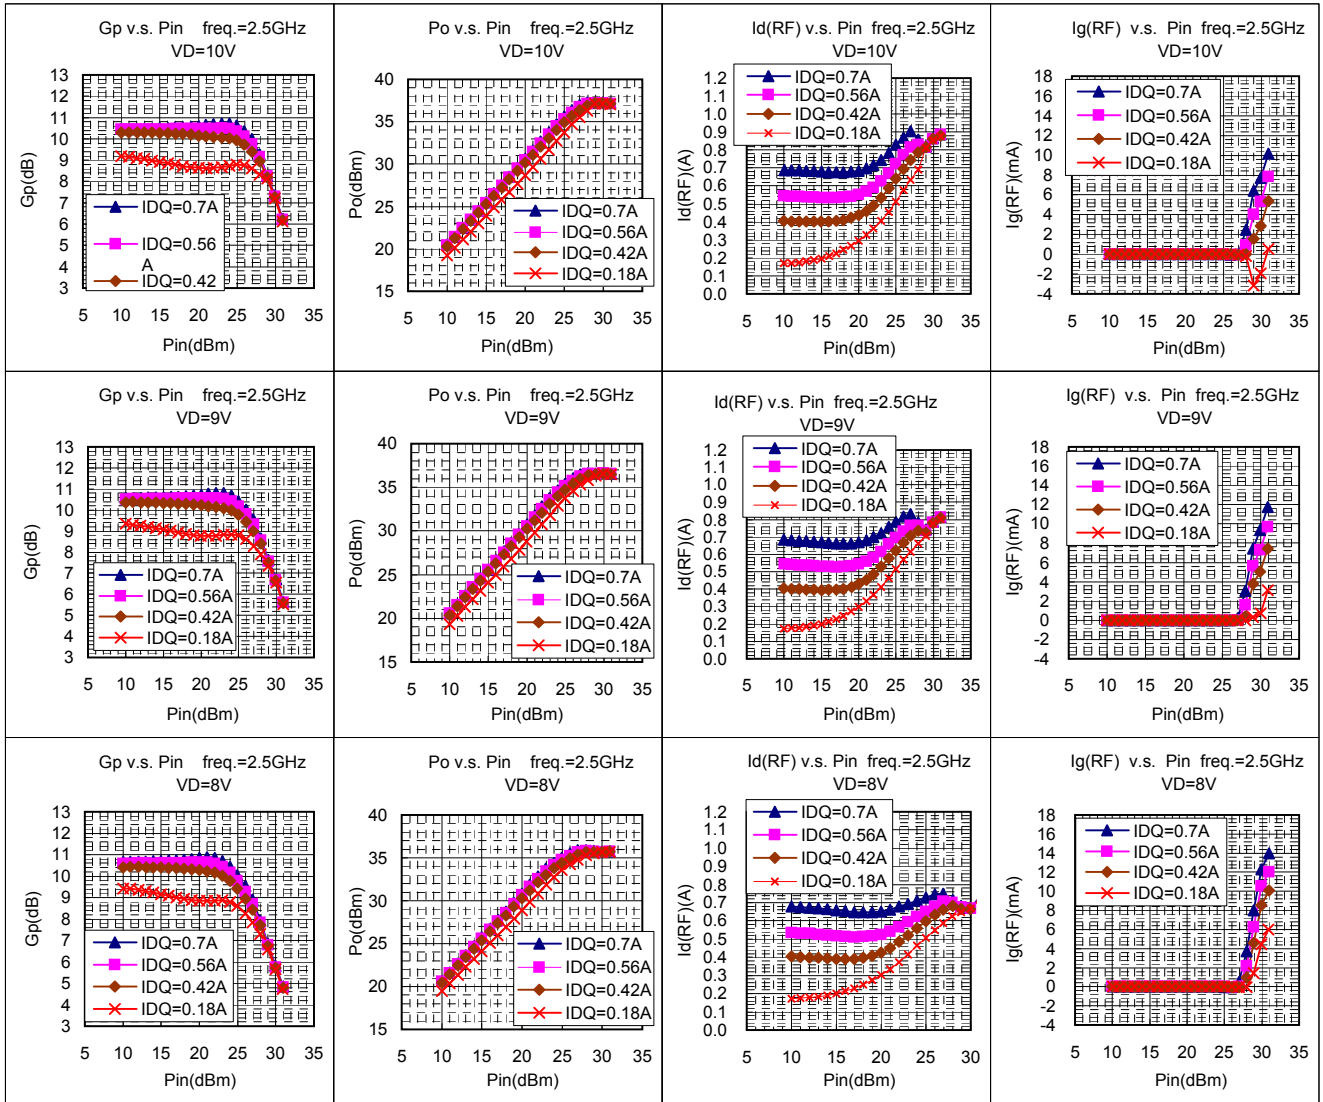 Gp v.s. Pin freq.=2.5GHz
VD=10V
Gp(dB)
13
12
11
10
9
8
7
6
5
4
3
IDQ=0.7A
IDQ=0.56
A
IDQ=0.42
5 10 15 20 25 30 35
Pin(dBm)
Po v.s. Pin freq.=2.5GHz
VD=10V
Po(dBm)
40
35
30
25
20
15
IDQ=0.7A
IDQ=0.56A
IDQ=0.42A
IDQ=0.18A
5 10 15 20 25 30 35
Pin(dBm)
Id(RF) v.s. Pin freq.=2.5GHz
VD=10V
Id(RF)(A)
1.2
1.1
1.0
0.9
0.8
0.7
0.6
0.5
0.4
0.3
0.2
0.1
0.0
IDQ=0.7A
IDQ=0.56A
IDQ=0.42A
IDQ=0.18A
5 10 15 20 25 30 35
Pin(dBm)
Ig(RF) v.s. Pin freq.=2.5GHz
VD=10V
Ig(RF)(mA)
18
16
14
12
10
8
6
4
2
0
-2
-4
IDQ=0.7A
IDQ=0.56A
IDQ=0.42A
IDQ=0.18A
5 10 15 20 25 30 35
Pin(dBm)
Gp v.s. Pin freq.=2.5GHz
VD=9V
Gp(dB)
13
12
11
10
9
8
7
6
5
4
3
IDQ=0.7A
IDQ=0.56A
IDQ=0.42A
IDQ=0.18A
5 10 15 20 25 30 35
Pin(dBm)
Po v.s. Pin freq.=2.5GHz
VD=9V
Po(dBm)
40
35
30
25
20
15
IDQ=0.7A
IDQ=0.56A
IDQ=0.42A
IDQ=0.18A
5 10 15 20 25 30 35
Pin(dBm)
Id(RF) v.s. Pin freq.=2.5GHz
VD=9V
Id(RF)(A)
1.2
1.1
1.0
0.9
0.8
0.7
0.6
0.5
0.4
0.3
0.2
0.1
0.0
IDQ=0.7A
IDQ=0.56A
IDQ=0.42A
IDQ=0.18A
5 10 15 20 25 30 35
Pin(dBm)
Ig(RF) v.s. Pin freq.=2.5GHz
VD=9V
Ig(RF)(mA)
18
16
14
12
10
8
6
4
2
0
-2
-4
IDQ=0.7A
IDQ=0.56A
IDQ=0.42A
IDQ=0.18A
5 10 15 20 25 30 35
Pin(dBm)
Gp v.s. Pin freq.=2.5GHz
VD=8V
Gp(dB)
13
12
11
10
9
8
7
6
5
4
3
IDQ=0.7A
IDQ=0.56A
IDQ=0.42A
IDQ=0.18A
5 10 15 20 25 30 35
Pin(dBm)
Po v.s. Pin freq.=2.5GHz
VD=8V
Po(dBm)
40
35
30
25
20
15
IDQ=0.7A
IDQ=0.56A
IDQ=0.42A
IDQ=0.18A
5 10 15 20 25 30 35
Pin(dBm)
Id(RF) v.s. Pin freq.=2.5GHz
VD=8V
Id(RF)(A)
1.2
1.1
1.0
0.9
0.8
0.7
0.6
0.5
0.4
0.3
0.2
0.1
0.0
IDQ=0.7A
IDQ=0.56A
IDQ=0.42A
IDQ=0.18A
5 10 15 20 25 30
Pin(dBm)
Ig(RF) v.s. Pin freq.=2.5GHz
VD=8V
Ig(RF)(mA)
18
16
14
12
10
8
6
4
2
0
-2
-4
IDQ=0.7A
IDQ=0.56A
IDQ=0.42A
IDQ=0.18A
5 10 15 20 25 30 35
Pin(dBm)